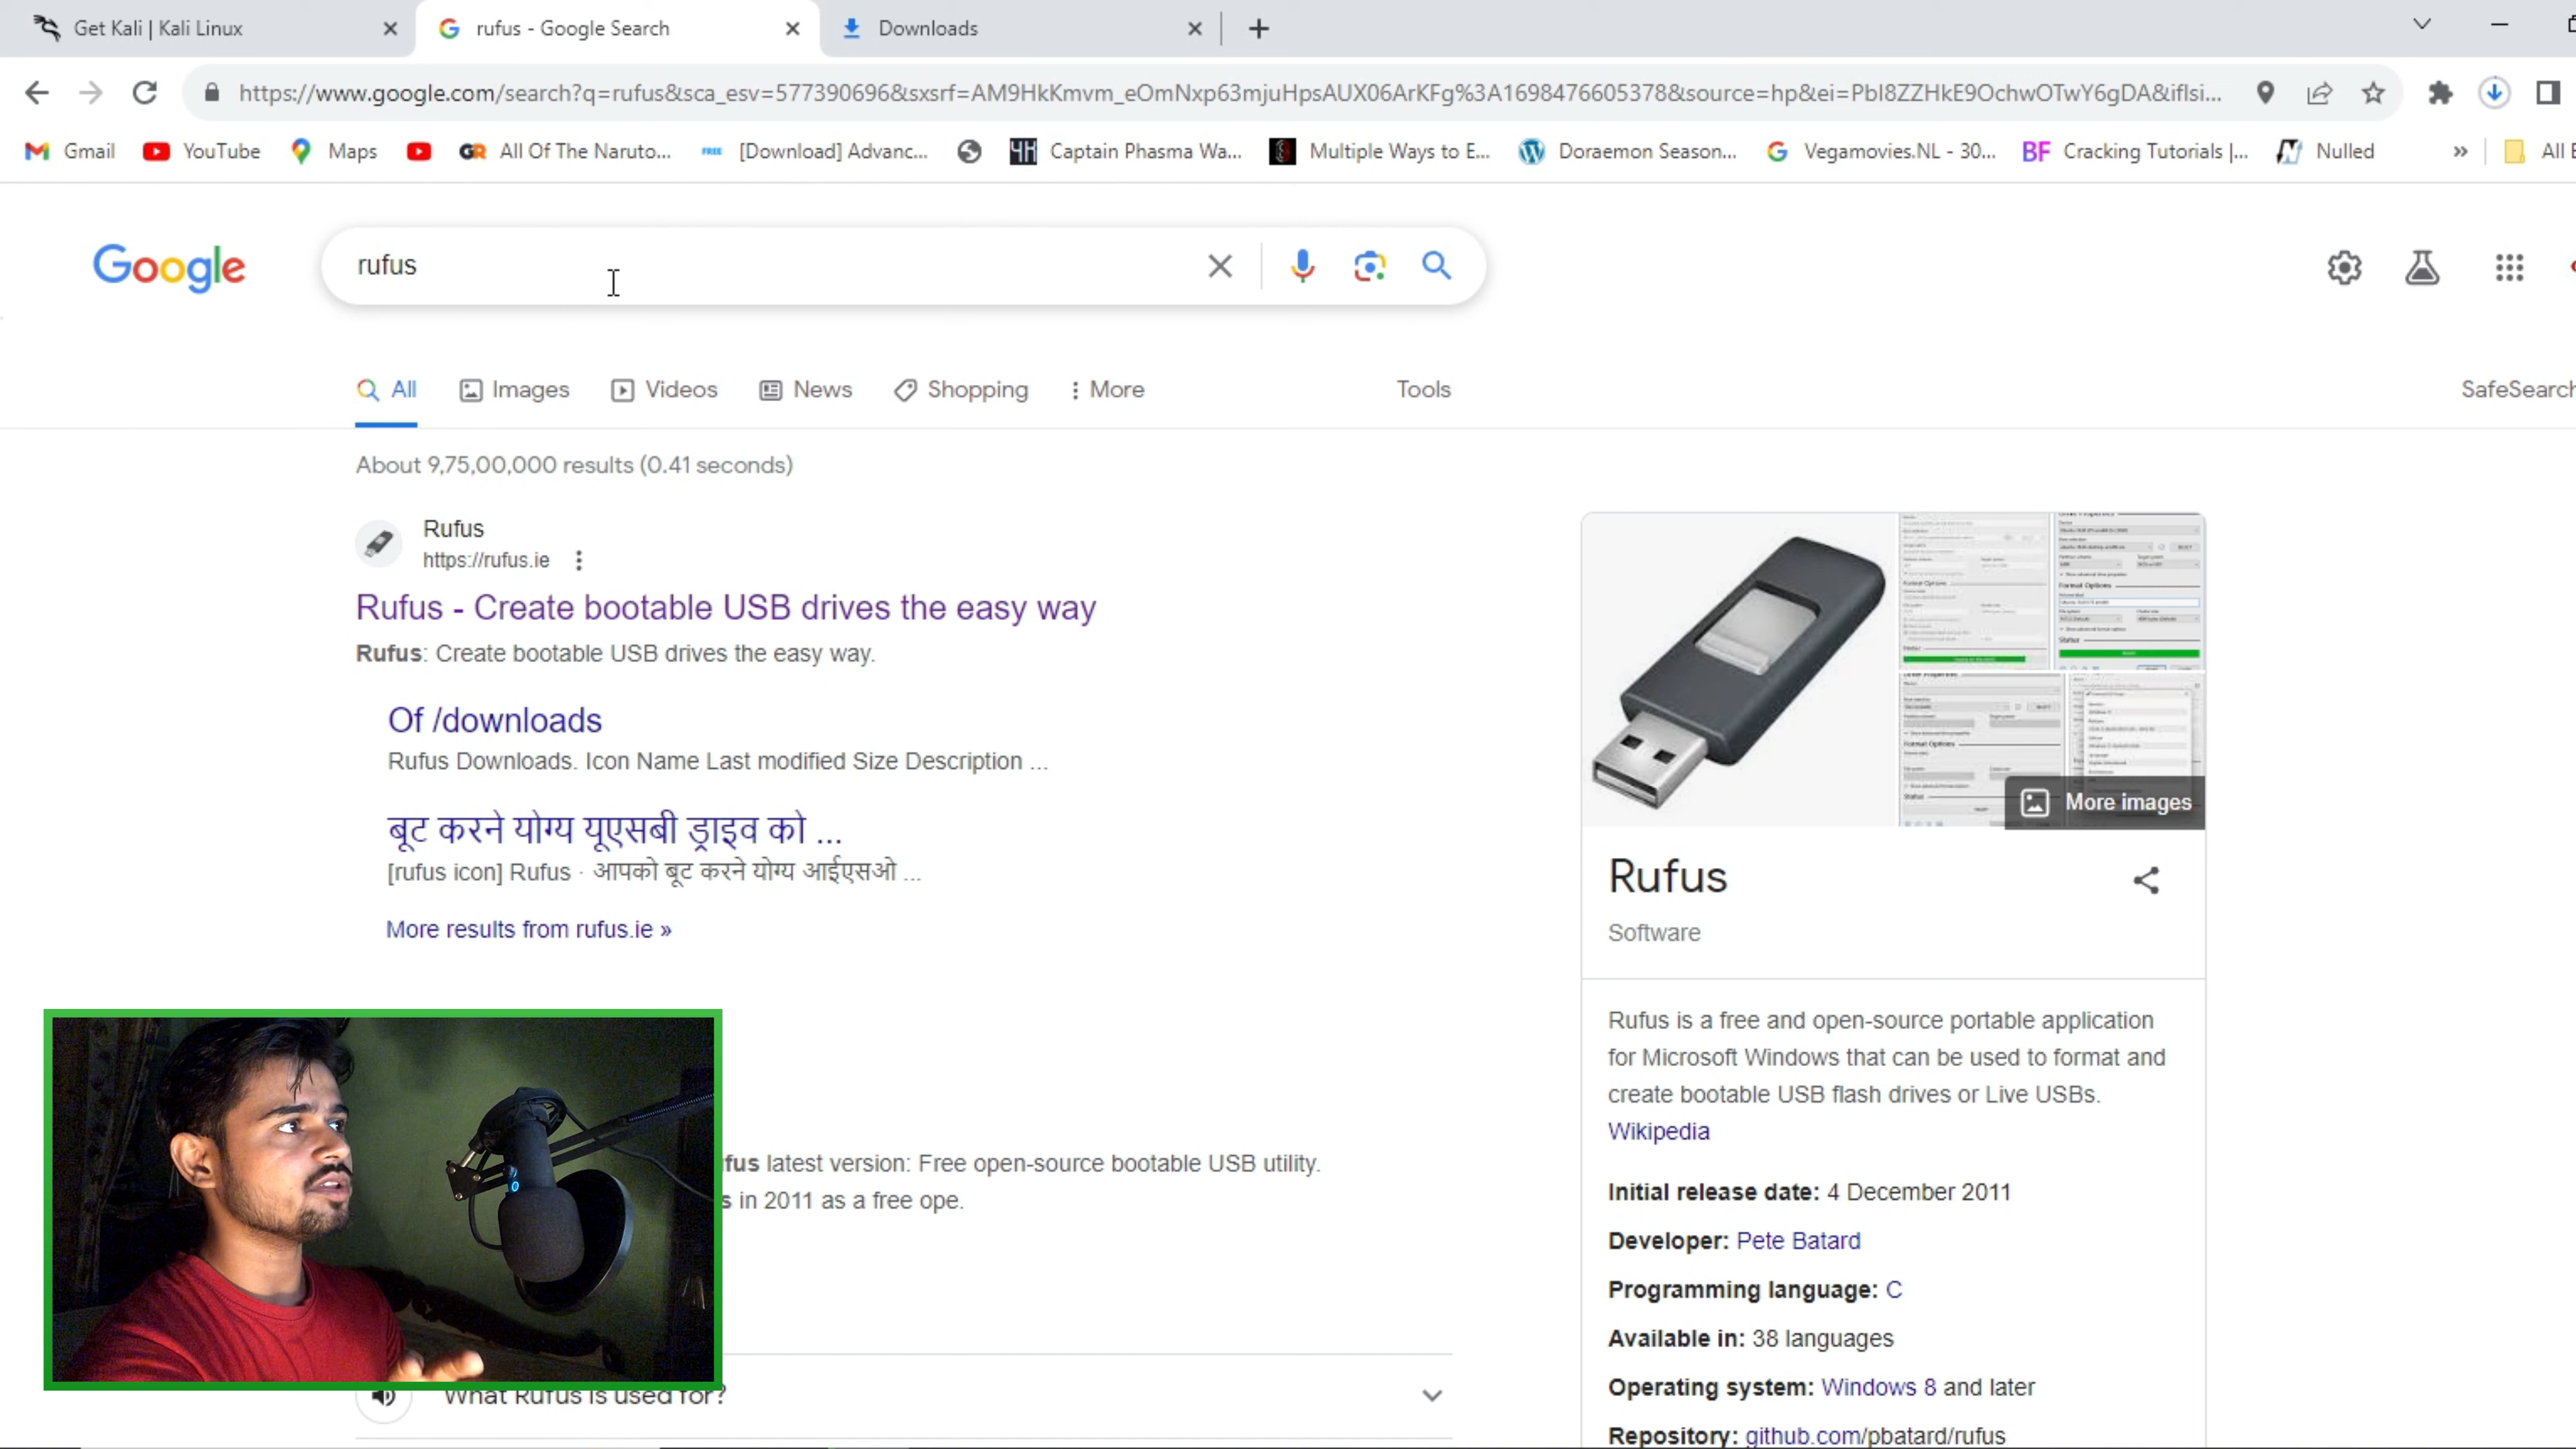 Get Kali | Kali Linux
rufus - Google Search
Downloads
https://www.google.com/search?q=rufus&sca_esv=577390696&sxsrf=AM9HkKmvm_eOmNxp63mjuHpsAUX06ArKFg%3A1698476605378&source=hp&ei=PbI8ZZHkE9OchwOTwY6gDA&iflsi...
Gmail
YouTube
Maps
All Of The Naruto...
[Download] Advanc...
Captain Phasma Wa...
Multiple Ways to E...
Doraemon Season...
Vegamovies.NL - 30...
Cracking Tutorials |...
Nulled
All
Google
rufus
All
Images
Videos
News
Shopping
More
Tools
SafeSearch
About 9,75,00,000 results (0.41 seconds)
Rufus
https://rufus.ie
Rufus - Create bootable USB drives the easy way
Rufus: Create bootable USB drives the easy way.
Of /downloads
Rufus Downloads. Icon Name Last modified Size Description ...
बूट करने योग्य यूएसबी ड्राइव को ...
[rufus icon] Rufus · आपको बूट करने योग्य आईएसओ ...
More results from rufus.ie »
fus latest version: Free open-source bootable USB utility.
s in 2011 as a free ope.
What Rufus is used for?
More images
Rufus
Software
Rufus is a free and open-source portable application
for Microsoft Windows that can be used to format and
create bootable USB flash drives or Live USBs.
Wikipedia
Initial release date: 4 December 2011
Developer: Pete Batard
Programming language: C
Available in: 38 languages
Operating system: Windows 8 and later
Repository: github.com/pbatard/rufus